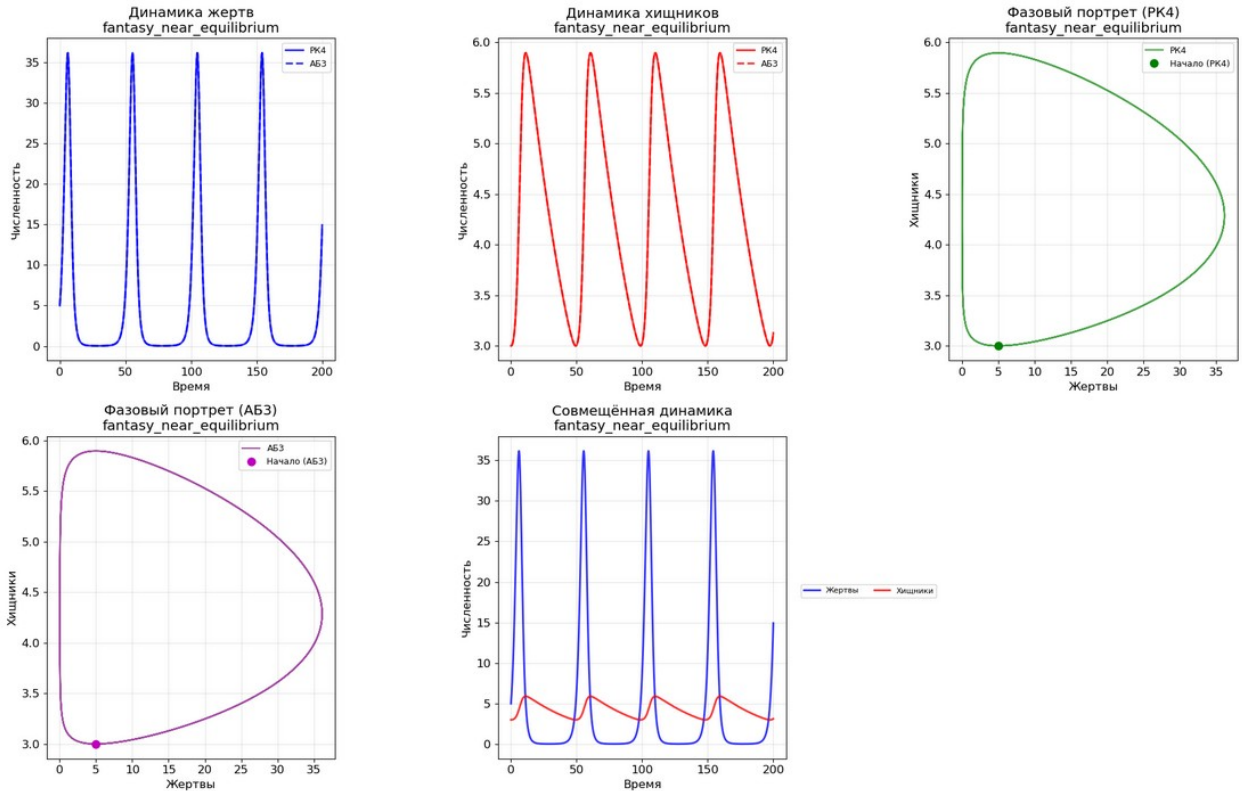 Динамика жертв
fantasy_near_equilibrium
РК4
АБ3
Численность
35
30
25
20
15
10
5
0
0
50
100
150
200
Время
Динамика хищников
fantasy_near_equilibrium
РК4
АБ3
Численность
6.0
5.5
5.0
4.5
4.0
3.5
3.0
0
50
100
150
200
Время
Фазовый портрет (РК4)
fantasy_near_equilibrium
РК4
Начало (РК4)
Хищники
6.0
5.5
5.0
4.5
4.0
3.5
3.0
0
5
10
15
20
25
30
35
Жертвы
Фазовый портрет (АБ3)
fantasy_near_equilibrium
АБ3
Начало (АБ3)
Хищники
6.0
5.5
5.0
4.5
4.0
3.5
3.0
0
5
10
15
20
25
30
35
Жертвы
Совмещённая динамика
fantasy_near_equilibrium
Численность
35
30
25
20
15
10
5
0
0
50
100
150
200
Время
Жертвы
Хищники